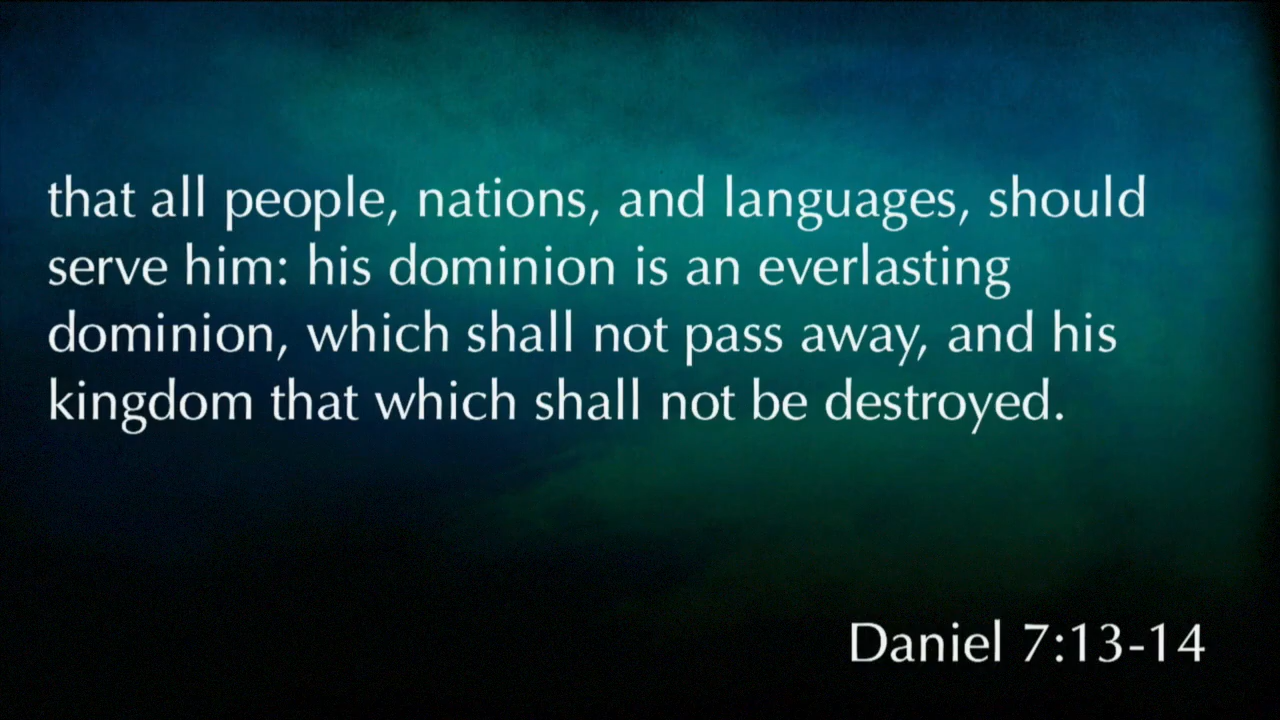 that all people, nations, and languages, should
serve him: his dominion is an everlasting
dominion, which shall not pass away, and his
kingdom that which shall not be destroyed.
Daniel 7:13-14